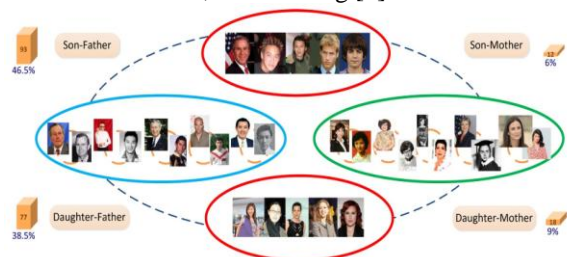 93
Son-Father
46.5%
Son-Mother
12
6%
77
Daughter-Father
38.5%
Daughter-Mother
18
9%